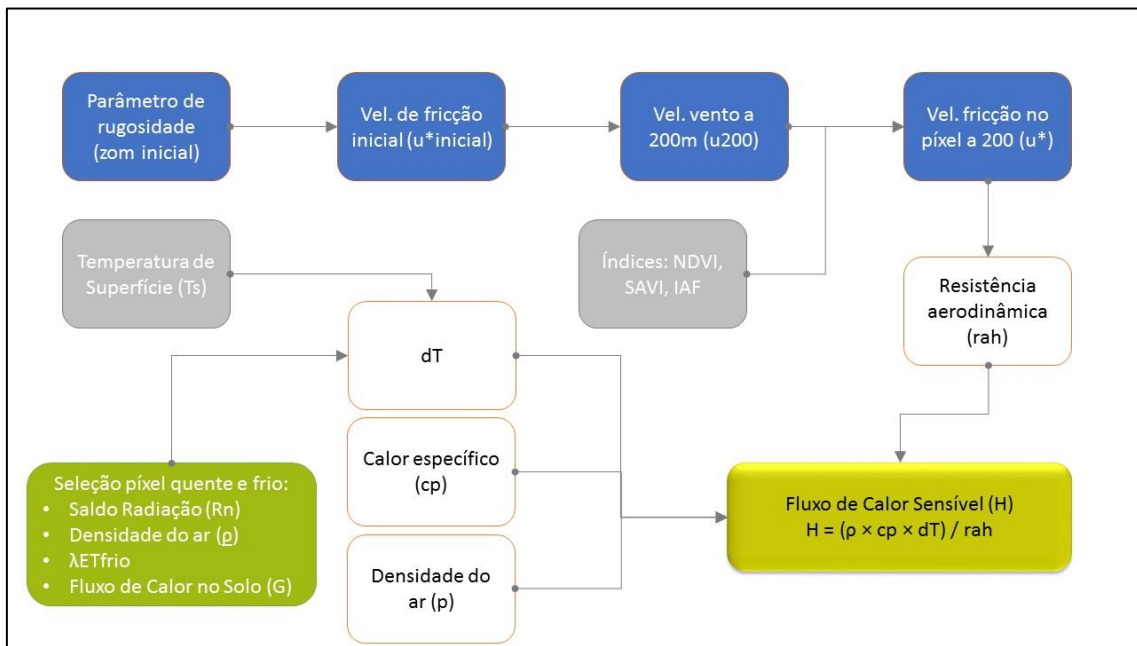 Parâmetro de
rugosidade
(zom inicial)
Vel. de fricção
inicial (u*inicial)
Vel. vento a
200m (u200)
Vel. fricção no
píxel a 200 (u*)
Temperatura de
Superfície (Ts)
Índices: NDVI,
SAVI, IAF
Resistência
aerodinâmica
(rah)
dT
Calor específico
(cp)
Densidade do
ar (p)
Seleção píxel quente e frio:
• Saldo Radiação (Rn)
• Densidade do ar (p)
• λETfrio
• Fluxo de Calor no Solo (G)
Fluxo de Calor Sensível (H)
H = (ρ × cp × dT) / rah